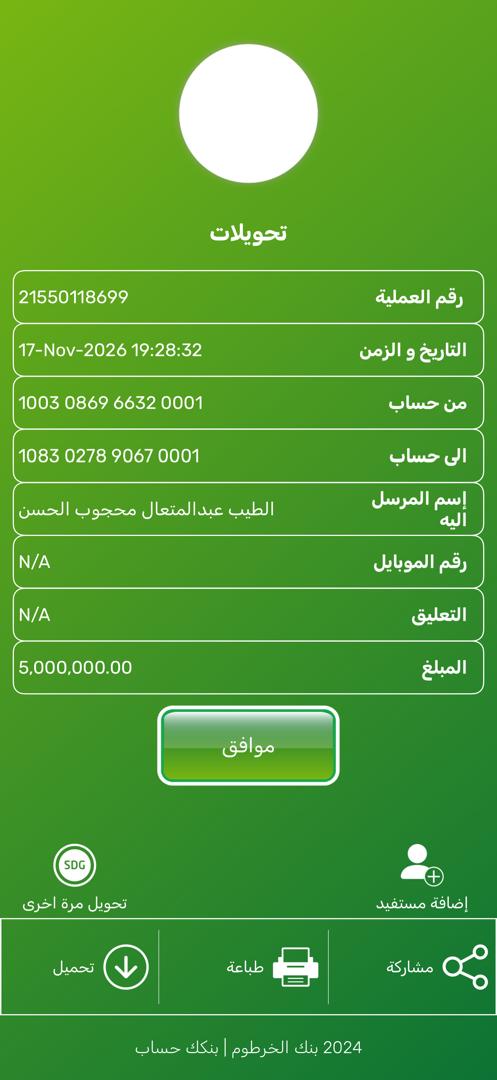 تحويلات
رقم العملية 21550118699
التاريخ و الزمن 17-Nov-2026 19:28:32
من حساب 1003 0869 6632 0001
الى حساب 1083 0278 9067 0001
إسم المرسل
اليه الطيب عبدالمتعال محجوب الحسن
رقم الموبايل N/A
التعليق N/A
المبلغ 5,000,000.00
موافق
SDG
إضافة مستفيد تحويل مرة اخرى
مشاركة طباعة تحميل
2024 بنك الخرطوم | بنكك حساب